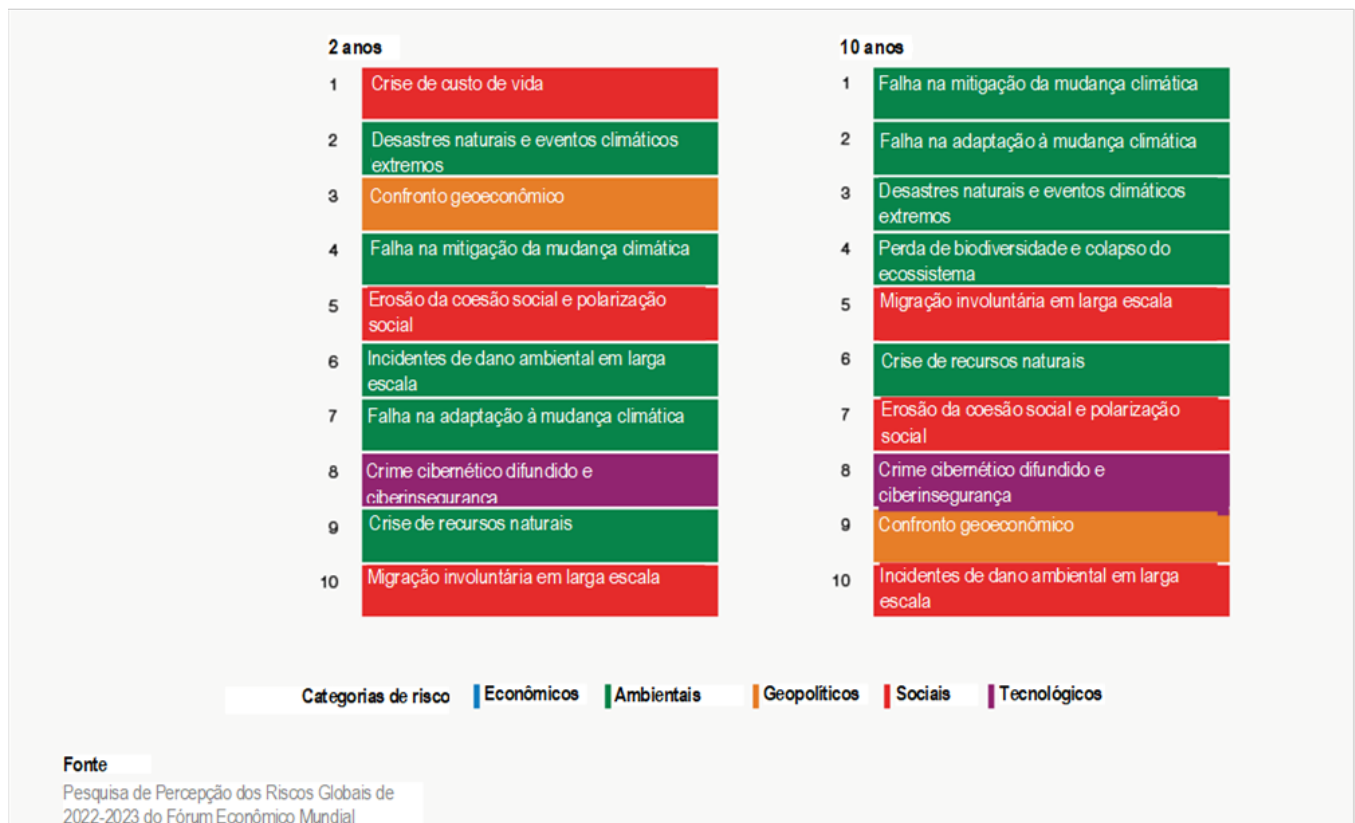 2 anos
1 Crise de custo de vida
2 Desastres naturais e eventos climáticos
extremos
3 Confronto geoeconômico
4 Falha na mitigação da mudança climática
5 Erosão da coesão social e polarização
social
6 Incidentes de dano ambiental em larga
escala
7 Falha na adaptação à mudança climática
8 Crime cibernético difundido e
ciberinsegurança
9 Crise de recursos naturais
10 Migração involuntária em larga escala
10 anos
1 Falha na mitigação da mudança climática
2 Falha na adaptação à mudança climática
3 Desastres naturais e eventos climáticos
extremos
4 Perda de biodiversidade e colapso do
ecossistema
5 Migração involuntária em larga escala
6 Crise de recursos naturais
7 Erosão da coesão social e polarização
social
8 Crime cibernético difundido e
ciberinsegurança
9 Confronto geoeconômico
10 Incidentes de dano ambiental em larga
escala
Categorias de risco Econômicos Ambientais Geopolíticos Sociais Tecnológicos
Fonte
Pesquisa de Percepção dos Riscos Globais de
2022-2023 do Fórum Econômico Mundial